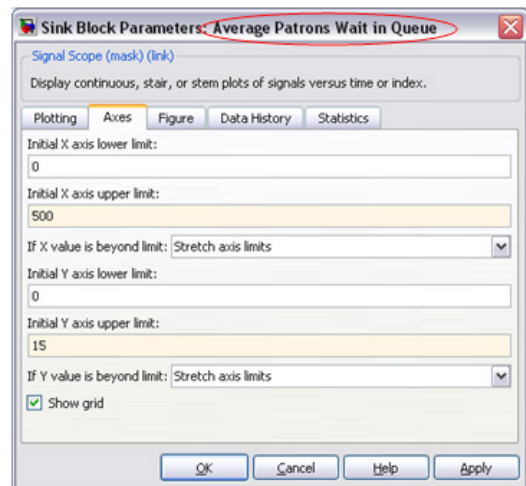 Sink Block Parameters: Average Patrons Wait in Queue
Signal Scope (mask) (link)
Display continuous, stair, or stem plots of signals versus time or index.
Plotting Axes Figure Data History Statistics
Initial X axis lower limit:
0
Initial X axis upper limit:
500
If X value is beyond limit: Stretch axis limits
Initial Y axis lower limit:
0
Initial Y axis upper limit:
15
If Y value is beyond limit: Stretch axis limits
Show grid
OK Cancel Help Apply